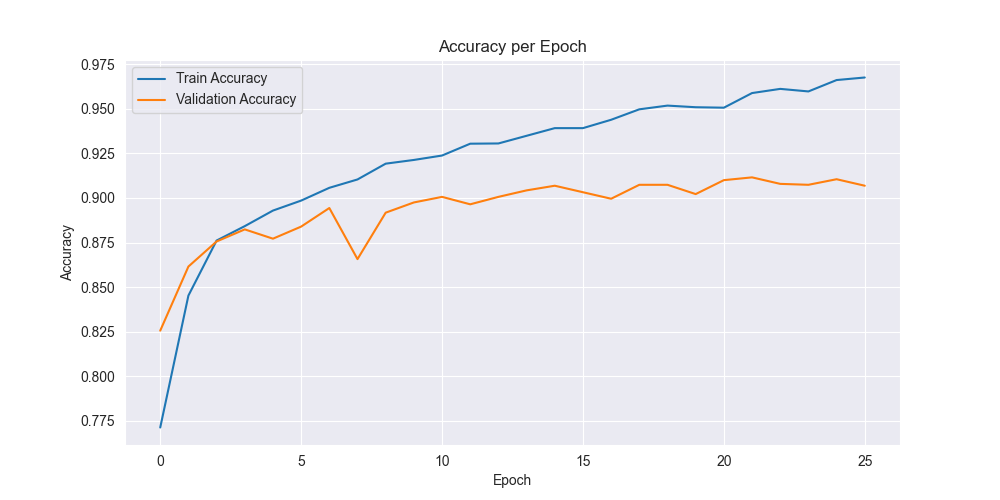 Accuracy per Epoch
Train Accuracy
Validation Accuracy
0.975
0.950
0.925
0.900
0.875
0.850
0.825
0.800
0.775
Accuracy
0 5 10 15 20 25
Epoch